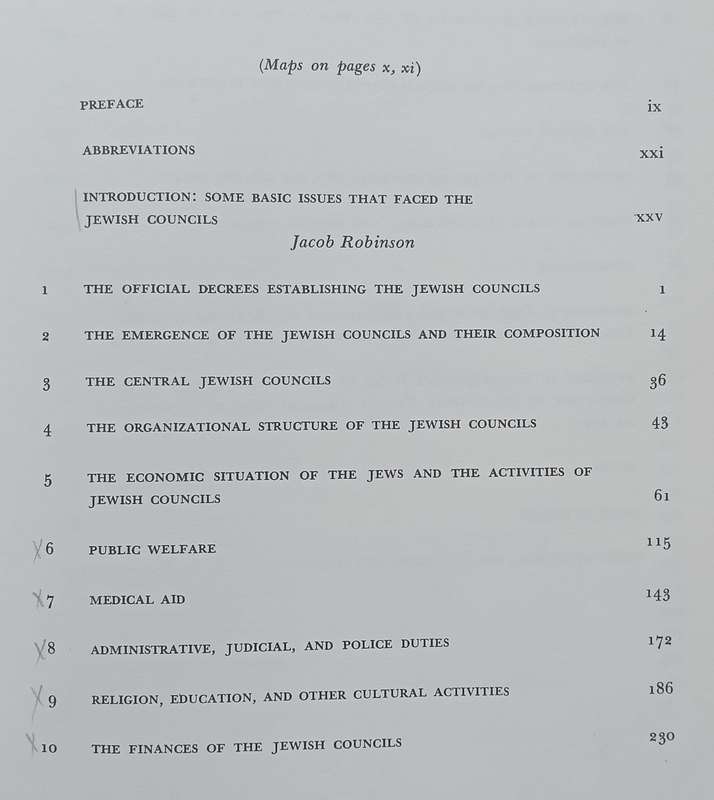 (Maps on pages x, xi)
PREFACE ix
ABBREVIATIONS xxi
INTRODUCTION: SOME BASIC ISSUES THAT FACED THE
JEWISH COUNCILS xxv
Jacob Robinson
1 THE OFFICIAL DECREES ESTABLISHING THE JEWISH COUNCILS 1
2 THE EMERGENCE OF THE JEWISH COUNCILS AND THEIR COMPOSITION 14
3 THE CENTRAL JEWISH COUNCILS 36
4 THE ORGANIZATIONAL STRUCTURE OF THE JEWISH COUNCILS 43
5 THE ECONOMIC SITUATION OF THE JEWS AND THE ACTIVITIES OF
JEWISH COUNCILS 61
6 PUBLIC WELFARE 115
7 MEDICAL AID 143
8 ADMINISTRATIVE, JUDICIAL, AND POLICE DUTIES 172
9 RELIGION, EDUCATION, AND OTHER CULTURAL ACTIVITIES 186
10 THE FINANCES OF THE JEWISH COUNCILS 230